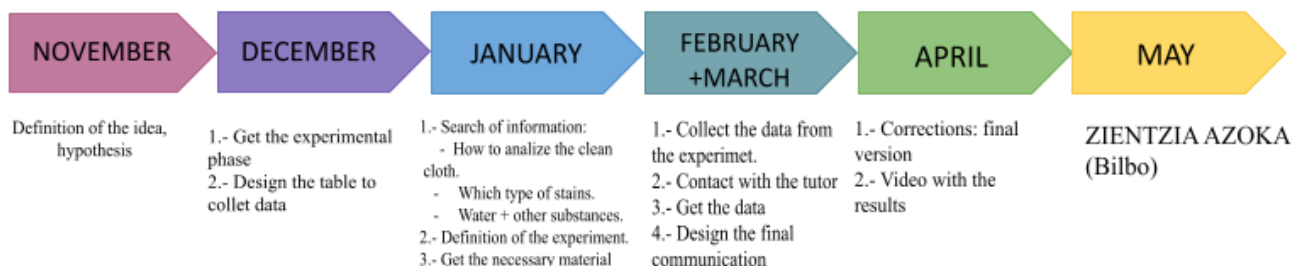 NOVEMBER
Definition of the idea,
hypothesis
DECEMBER
1.- Get the experimental
phase
2.- Design the table to
collet data
JANUARY
1.- Search of information:
- How to analize the clean
cloth.
- Which type of stains.
- Water + other substances.
2.- Definition of the experiment.
3.- Get the necessary material
FEBRUARY
+MARCH
1.- Collect the data from
the experimet.
2.- Contact with the tutor
3.- Get the data
4.- Design the final
communication
APRIL
1.- Corrections: final
version
2.- Video with the
results
MAY
ZIENTZIA AZOKA
(Bilbo)